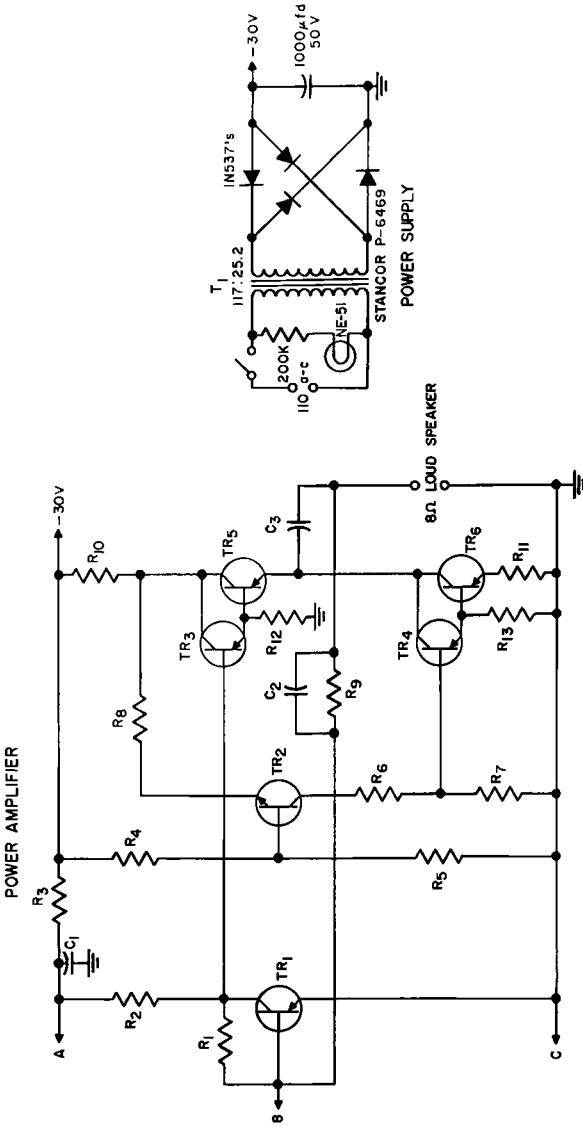 POWER AMPLIFIER
A
R3
-30V
C1
R2
R4
R8
R10
R1
TR3
TR5
B
TR1
TR2
R12
C3
C2
R9
R6
TR4
TR6
R5
R7
R13
R11
C
8Ω LOUD SPEAKER
T1
117:25.2
1N537's
-30V
200K
110 a-c
NE-51
1000µfd
50V
STANCOR P-6469
POWER SUPPLY